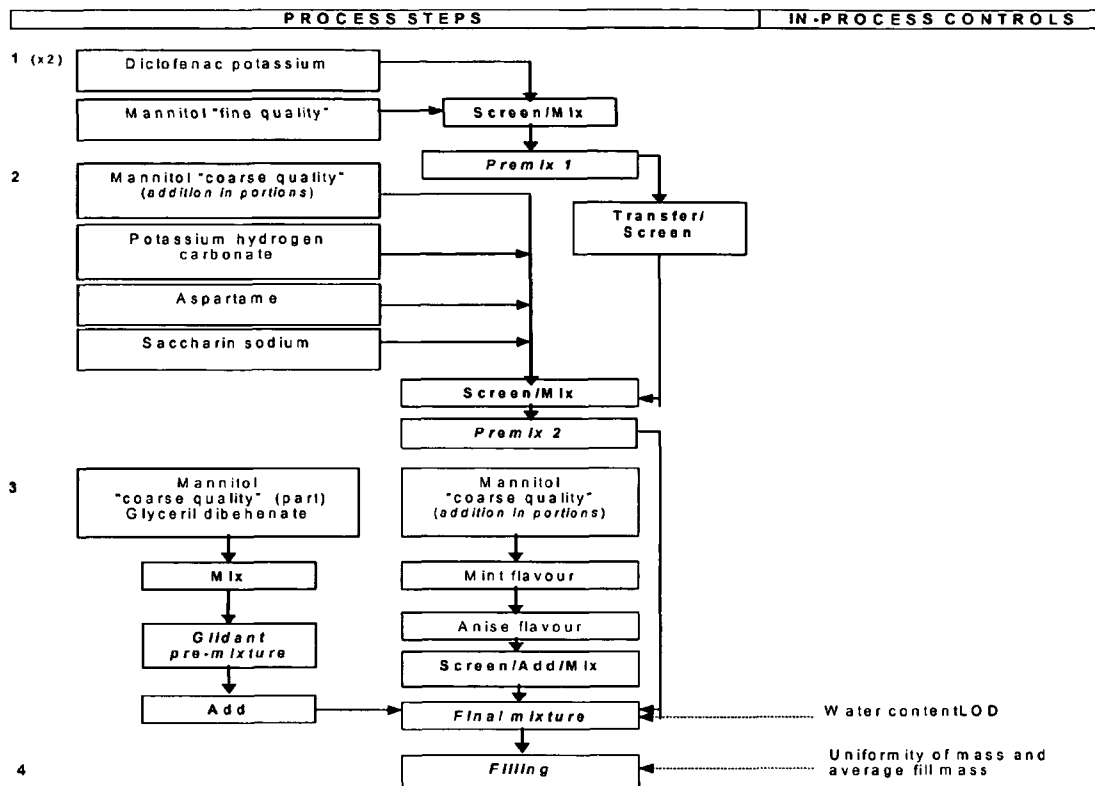 PROCESS STEPS
IN-PROCESS CONTROLS
1 (x2)
Diclofenac potassium
Mannitol "fine quality"
Screen/Mix
Premix 1
2
Mannitol "coarse quality"
(addition in portions)
Transfer/
Screen
Potassium hydrogen
carbonate
Aspartame
Saccharin sodium
Screen/Mix
Premix 2
3
Mannitol
"coarse quality" (part)
Glyceril dibehenate
Mannitol
"coarse quality"
(addition in portions)
Mix
Mint flavour
Glidant
pre-mixture
Anise flavour
Screen/Add/Mix
Add
Final mixture
Water contentLOD
4
Filling
Uniformity of mass and
average fill mass